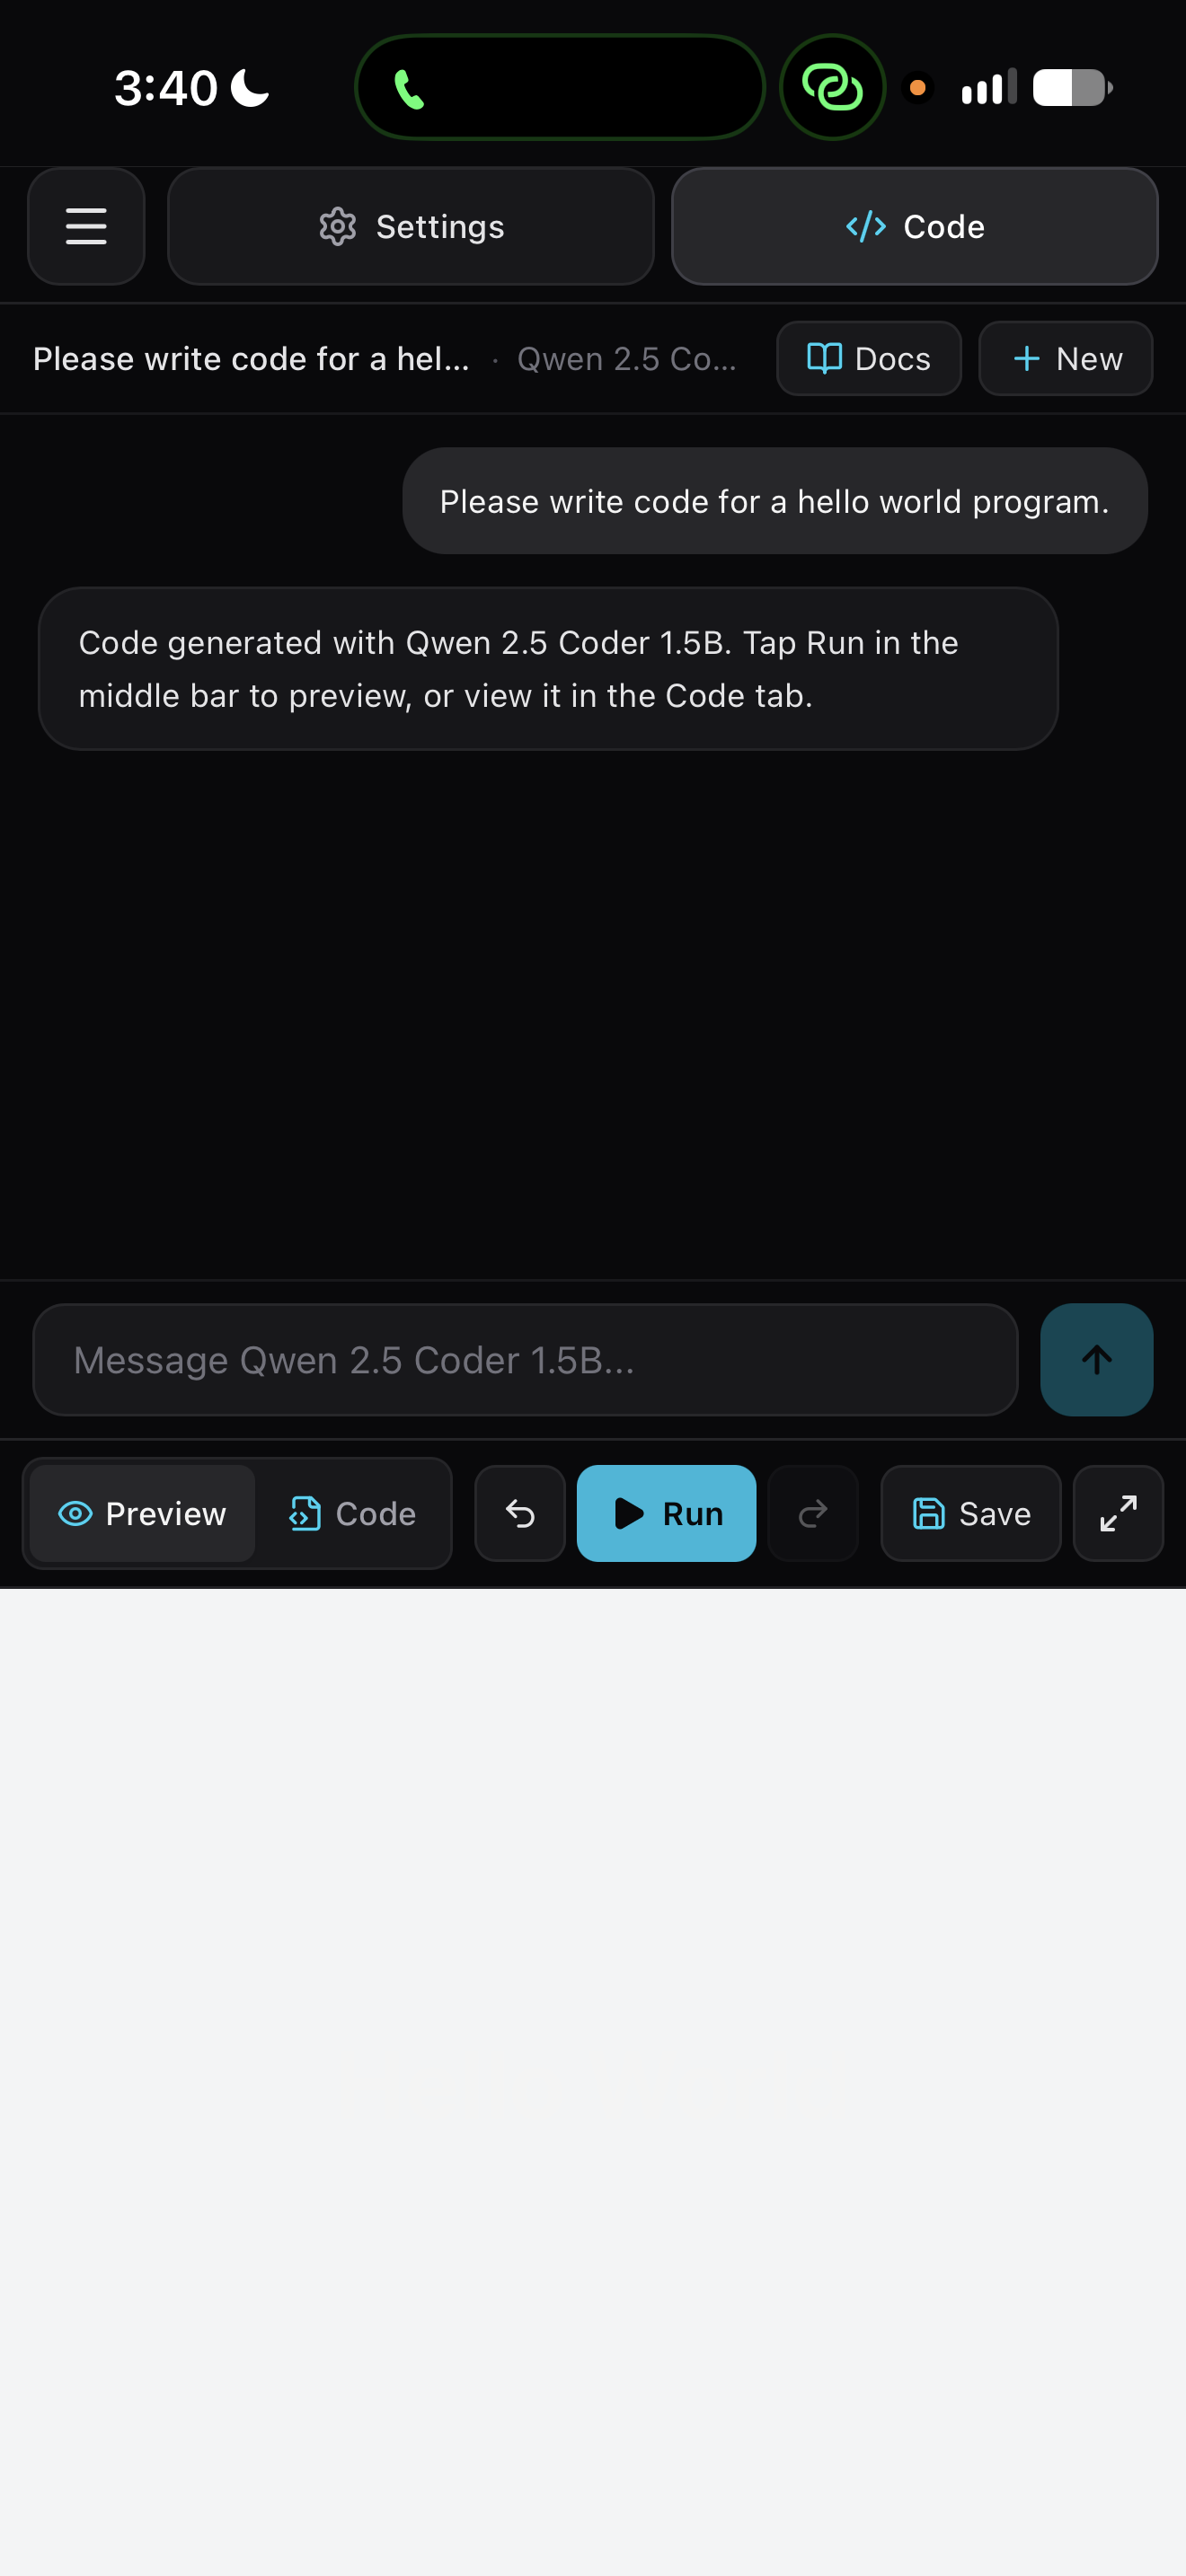 3:40
Settings
Code
Please write code for a hel... · Qwen 2.5 Co...
Docs
New
Please write code for a hello world program.
Code generated with Qwen 2.5 Coder 1.5B. Tap Run in the
middle bar to preview, or view it in the Code tab.
Message Qwen 2.5 Coder 1.5B...
Preview
Code
Run
Save